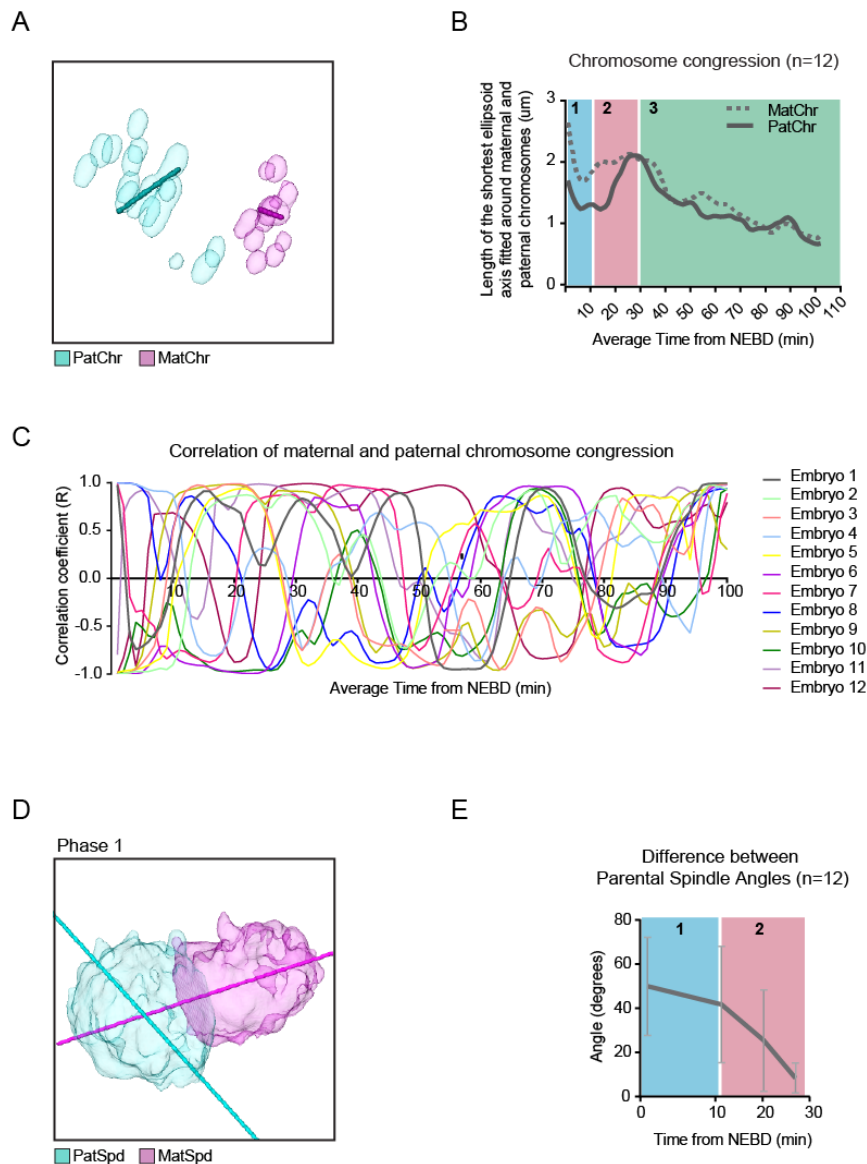 A
PatChr MatChr
B
Chromosome congression (n=12)
Length of the shortest ellipsoid
axis fitted around maternal and
paternal chromosomes (um)
3
2
1
0
1 2 3
MatChr
PatChr
0 10 20 30 40 50 60 70 80 90 100 110
Average Time from NEBD (min)
C
Correlation of maternal and paternal chromosome congression
Correlation coefficient (R)
1.0
0.5
0.0
-0.5
-1.0
10 20 30 40 50 60 70 80 90 100
Average Time from NEBD (min)
Embryo 1
Embryo 2
Embryo 3
Embryo 4
Embryo 5
Embryo 6
Embryo 7
Embryo 8
Embryo 9
Embryo 10
Embryo 11
Embryo 12
D
Phase 1
PatSpd MatSpd
E
Difference between
Parental Spindle Angles (n=12)
Angle (degrees)
80
60
40
20
0
1 2
0 10 20 30
Time from NEBD (min)